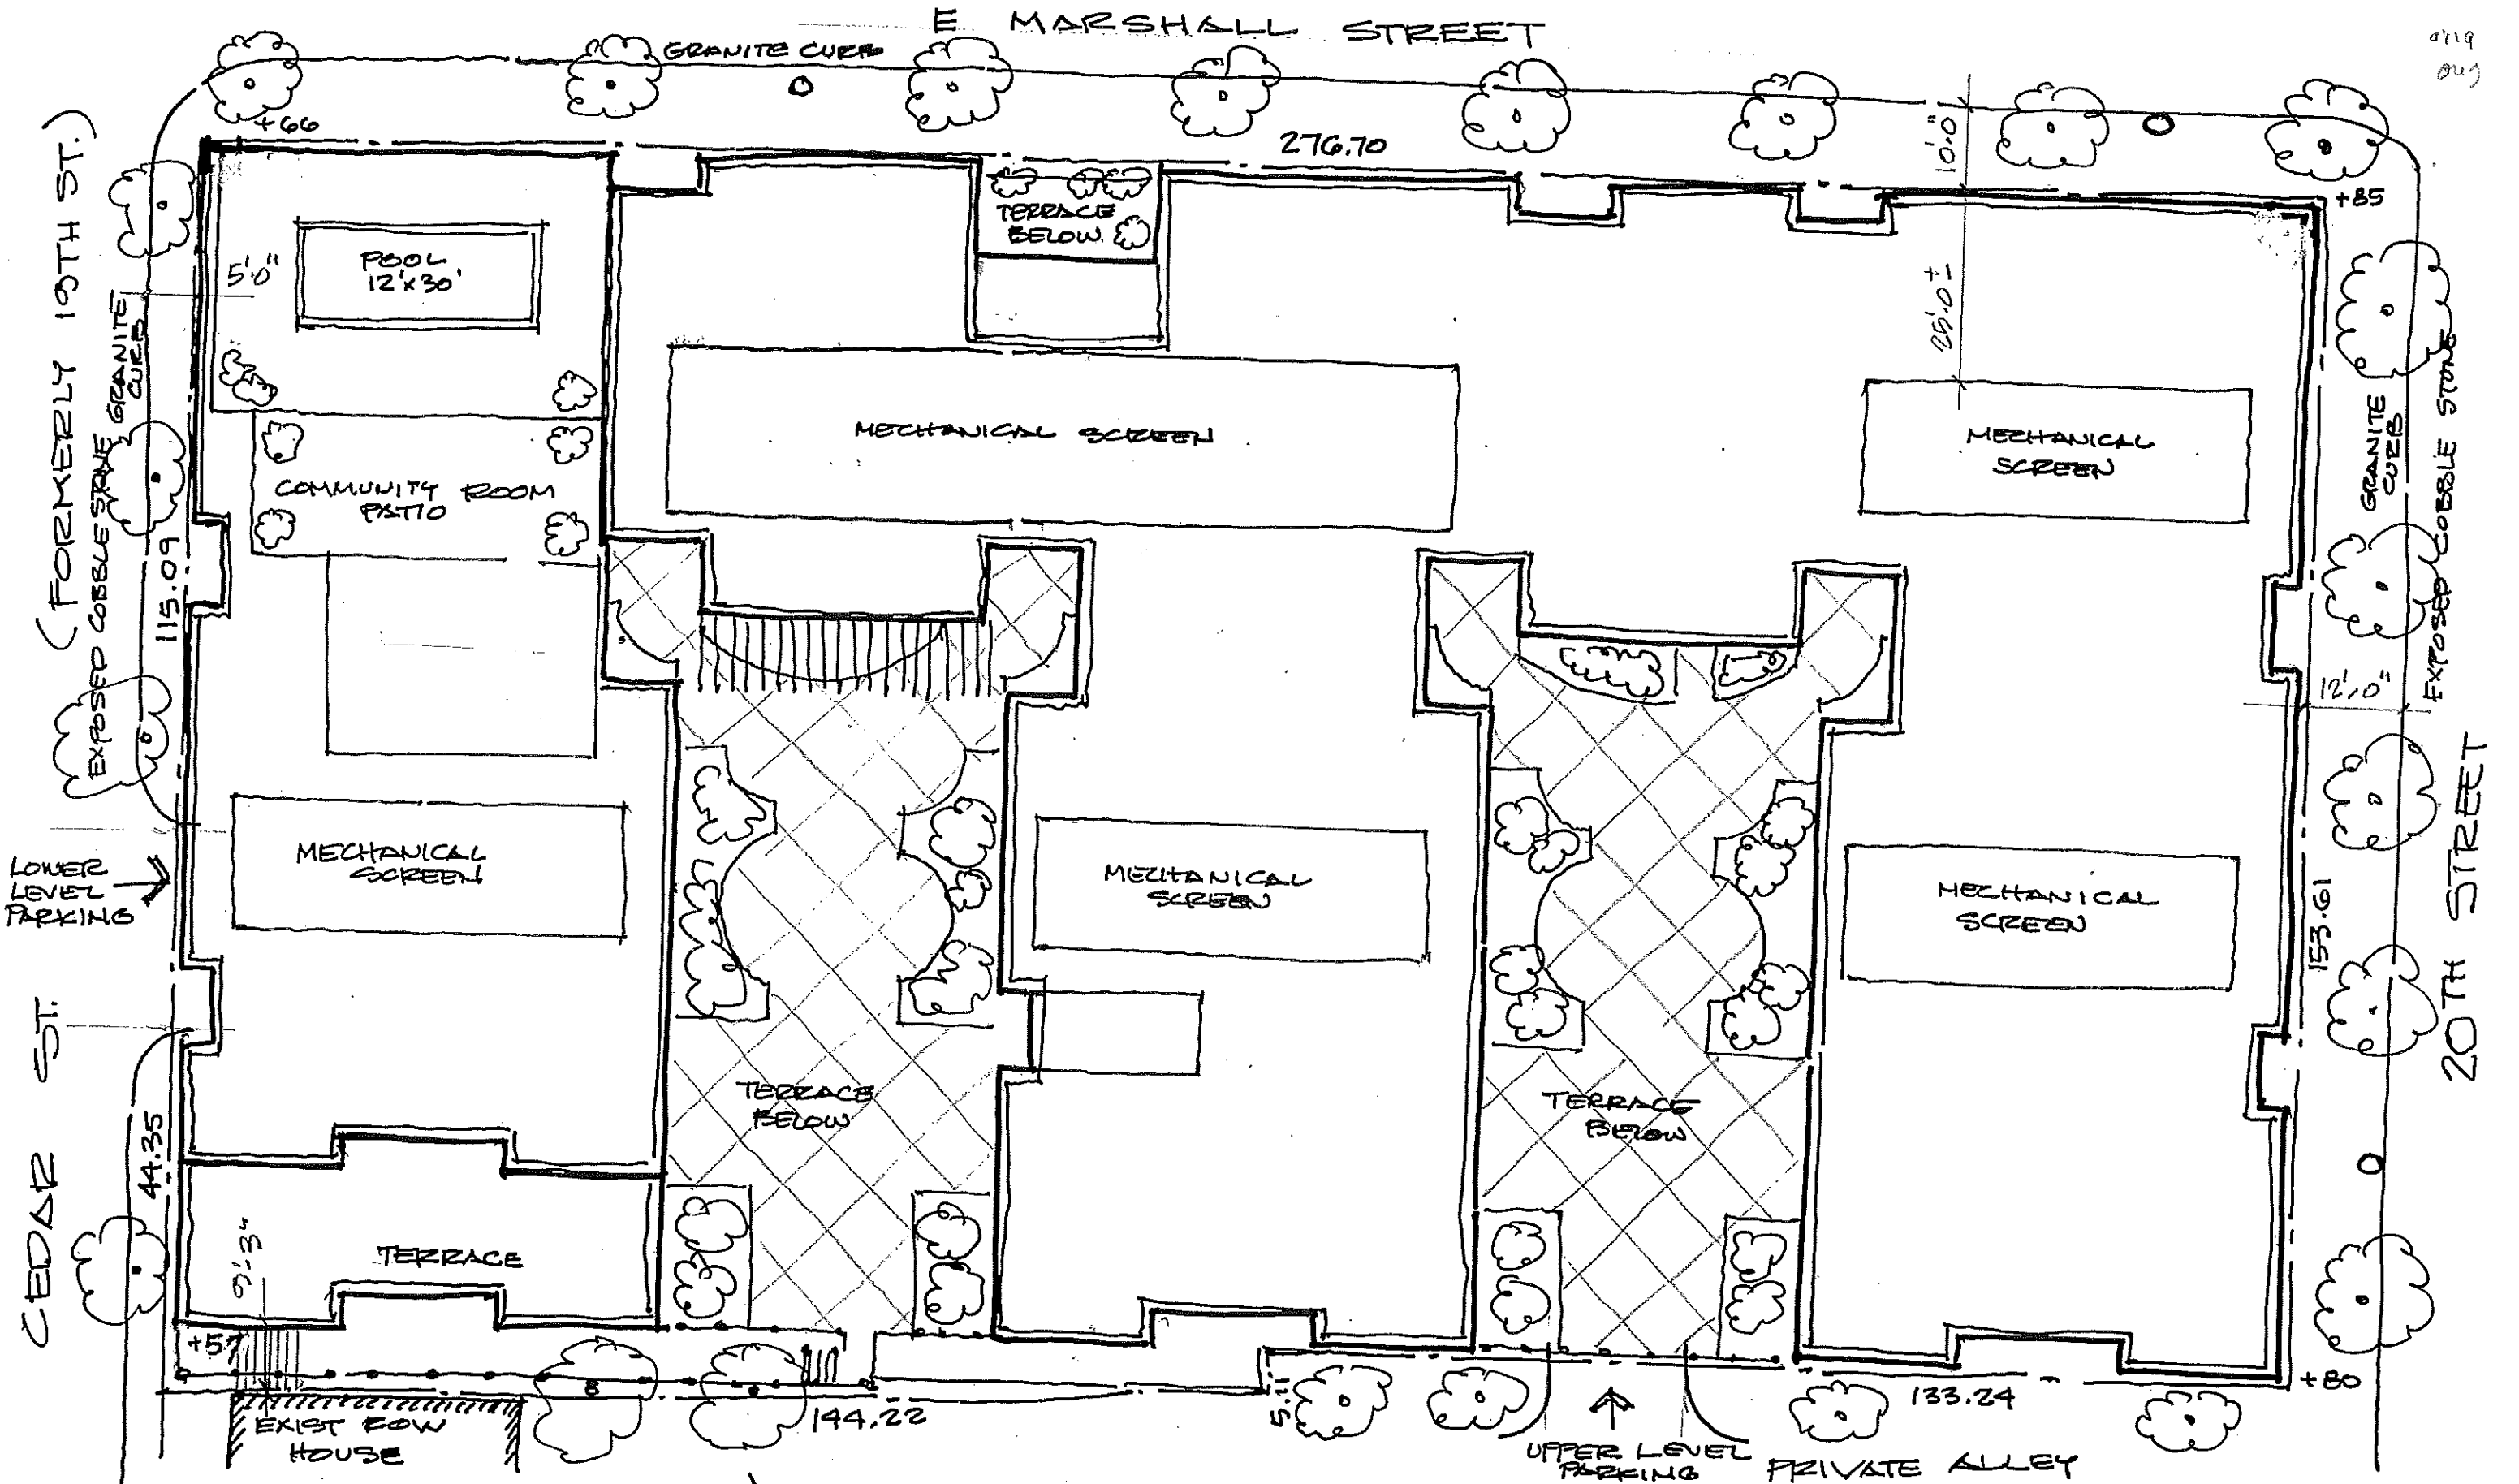 E MARSHALL STREET
GRANITE CURB
+66
276.70
10'.0"
+85
(FORMERLY 19TH ST.)
5'.0"
POOL
12'x30'
TERRACE
BELOW
25'.0±
GRANITE
CURB
EXPOSED COBBLESTONE
115.09
COMMUNITY ROOM
PATIO
MECHANICAL SCREEN
MECHANICAL
SCREEN
GRANITE
CURB
EXPOSED COBBLE STONE
12'.0"
LOWER
LEVEL
PARKING
MECHANICAL
SCREEN
MECHANICAL
SCREEN
MECHANICAL
SCREEN
153.61
20TH STREET
CEDAR ST.
44.35
TERRACE
BELOW
TERRACE
BELOW
9'-3"
TERRACE
+57
EXIST ROW
HOUSE
144.22
5.11
UPPER LEVEL
PARKING
133.24
+80
PRIVATE ALLEY